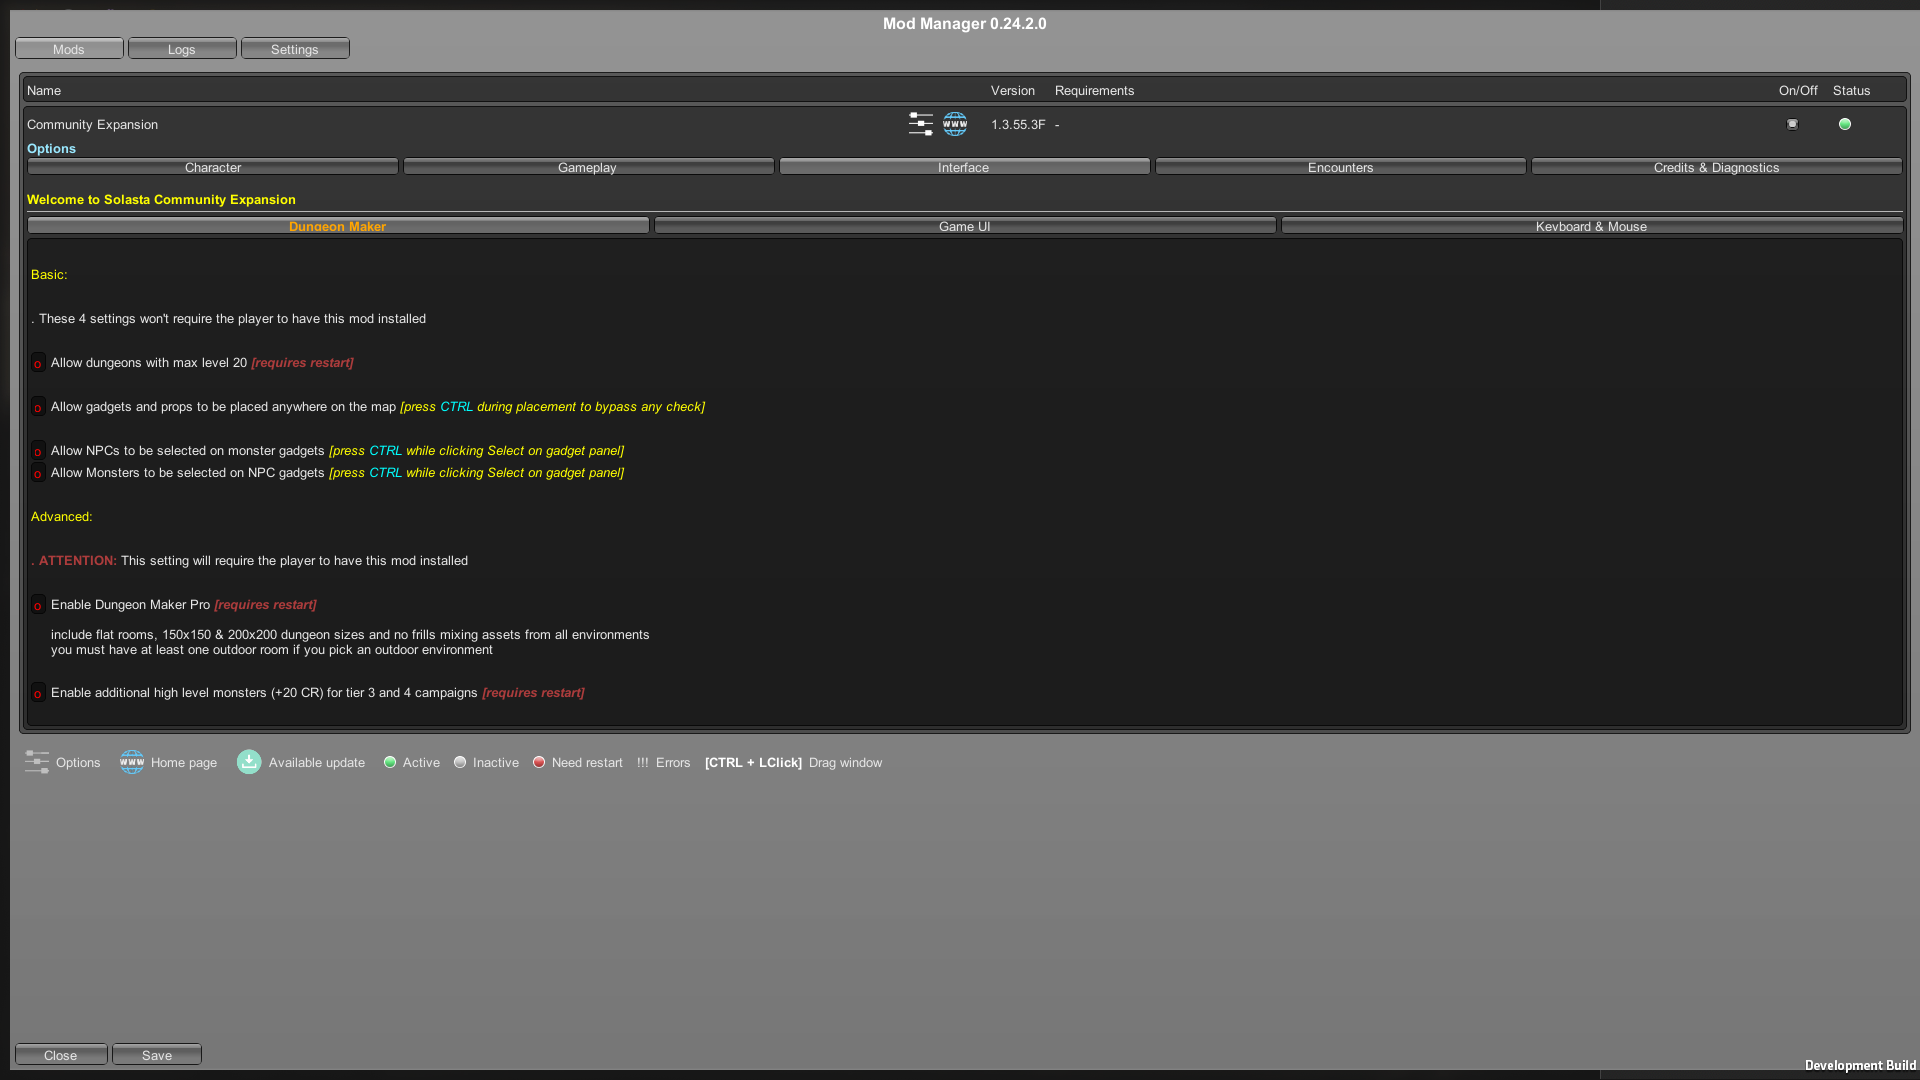 Mod Manager 0.24.2.0
Mods Logs Settings
Name Version Requirements On/Off Status
Community Expansion WWW 1.3.55.3F -
Options
Character Gameplay Interface Encounters Credits & Diagnostics
Welcome to Solasta Community Expansion
Dungeon Maker Game UI Keyboard & Mouse
Basic:
. These 4 settings won't require the player to have this mod installed
o Allow dungeons with max level 20 [requires restart]
o Allow gadgets and props to be placed anywhere on the map [press CTRL during placement to bypass any check]
o Allow NPCs to be selected on monster gadgets [press CTRL while clicking Select on gadget panel]
o Allow Monsters to be selected on NPC gadgets [press CTRL while clicking Select on gadget panel]
Advanced:
. ATTENTION: This setting will require the player to have this mod installed
o Enable Dungeon Maker Pro [requires restart]
include flat rooms, 150x150 & 200x200 dungeon sizes and no frills mixing assets from all environments
you must have at least one outdoor room if you pick an outdoor environment
o Enable additional high level monsters (+20 CR) for tier 3 and 4 campaigns [requires restart]
Options WWW Home page Available update Active Inactive Need restart !!! Errors [CTRL + LClick] Drag window
Close Save
Development Build